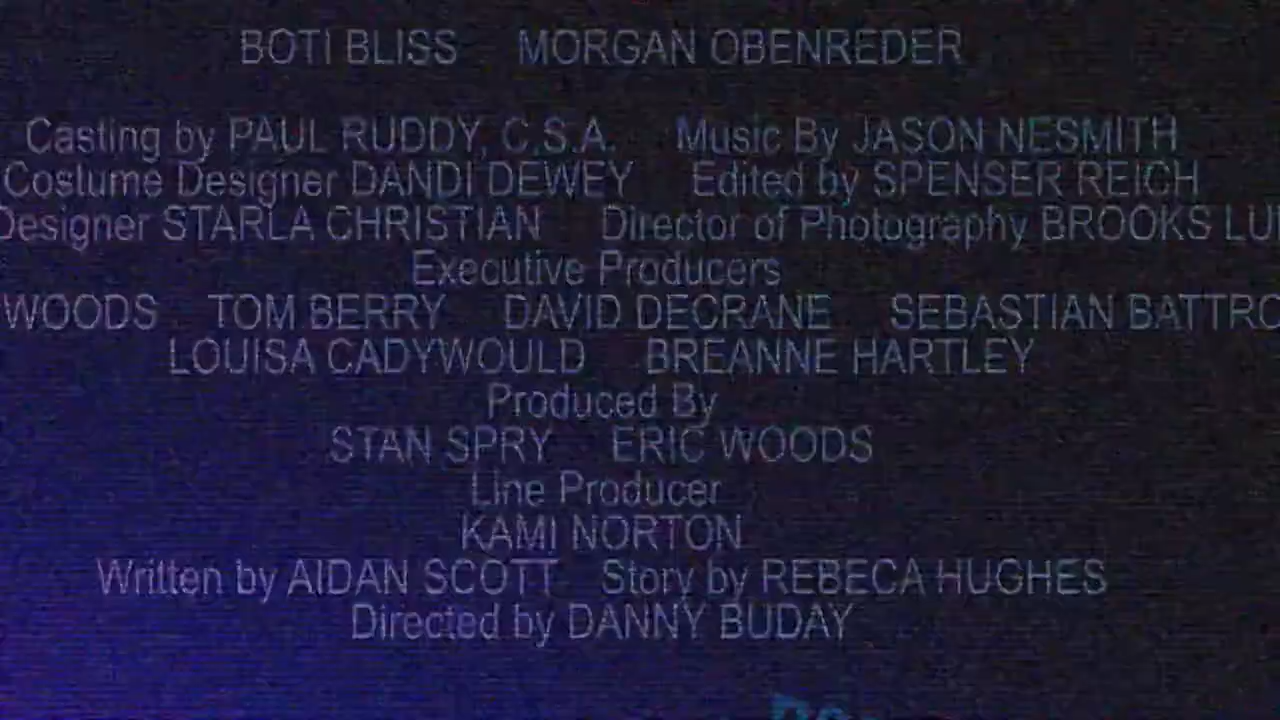 BOTI BLISS MORGAN OBENREDER
Casting by PAUL RUDDY, C.S.A. Music By JASON NESMITH
Costume Designer DANDI DEWEY Edited by SPENSER REICH
Designer STARLA CHRISTIAN Director of Photography BROOKS LU
Executive Producers
WOODS TOM BERRY DAVID DECRANE SEBASTIAN BATTRO
LOUISA CADYWOULD BREANNE HARTLEY
Produced By
STAN SPRY ERIC WOODS
Line Producer
KAMI NORTON
Written by AIDAN SCOTT Story by REBECA HUGHES
Directed by DANNY BUDAY